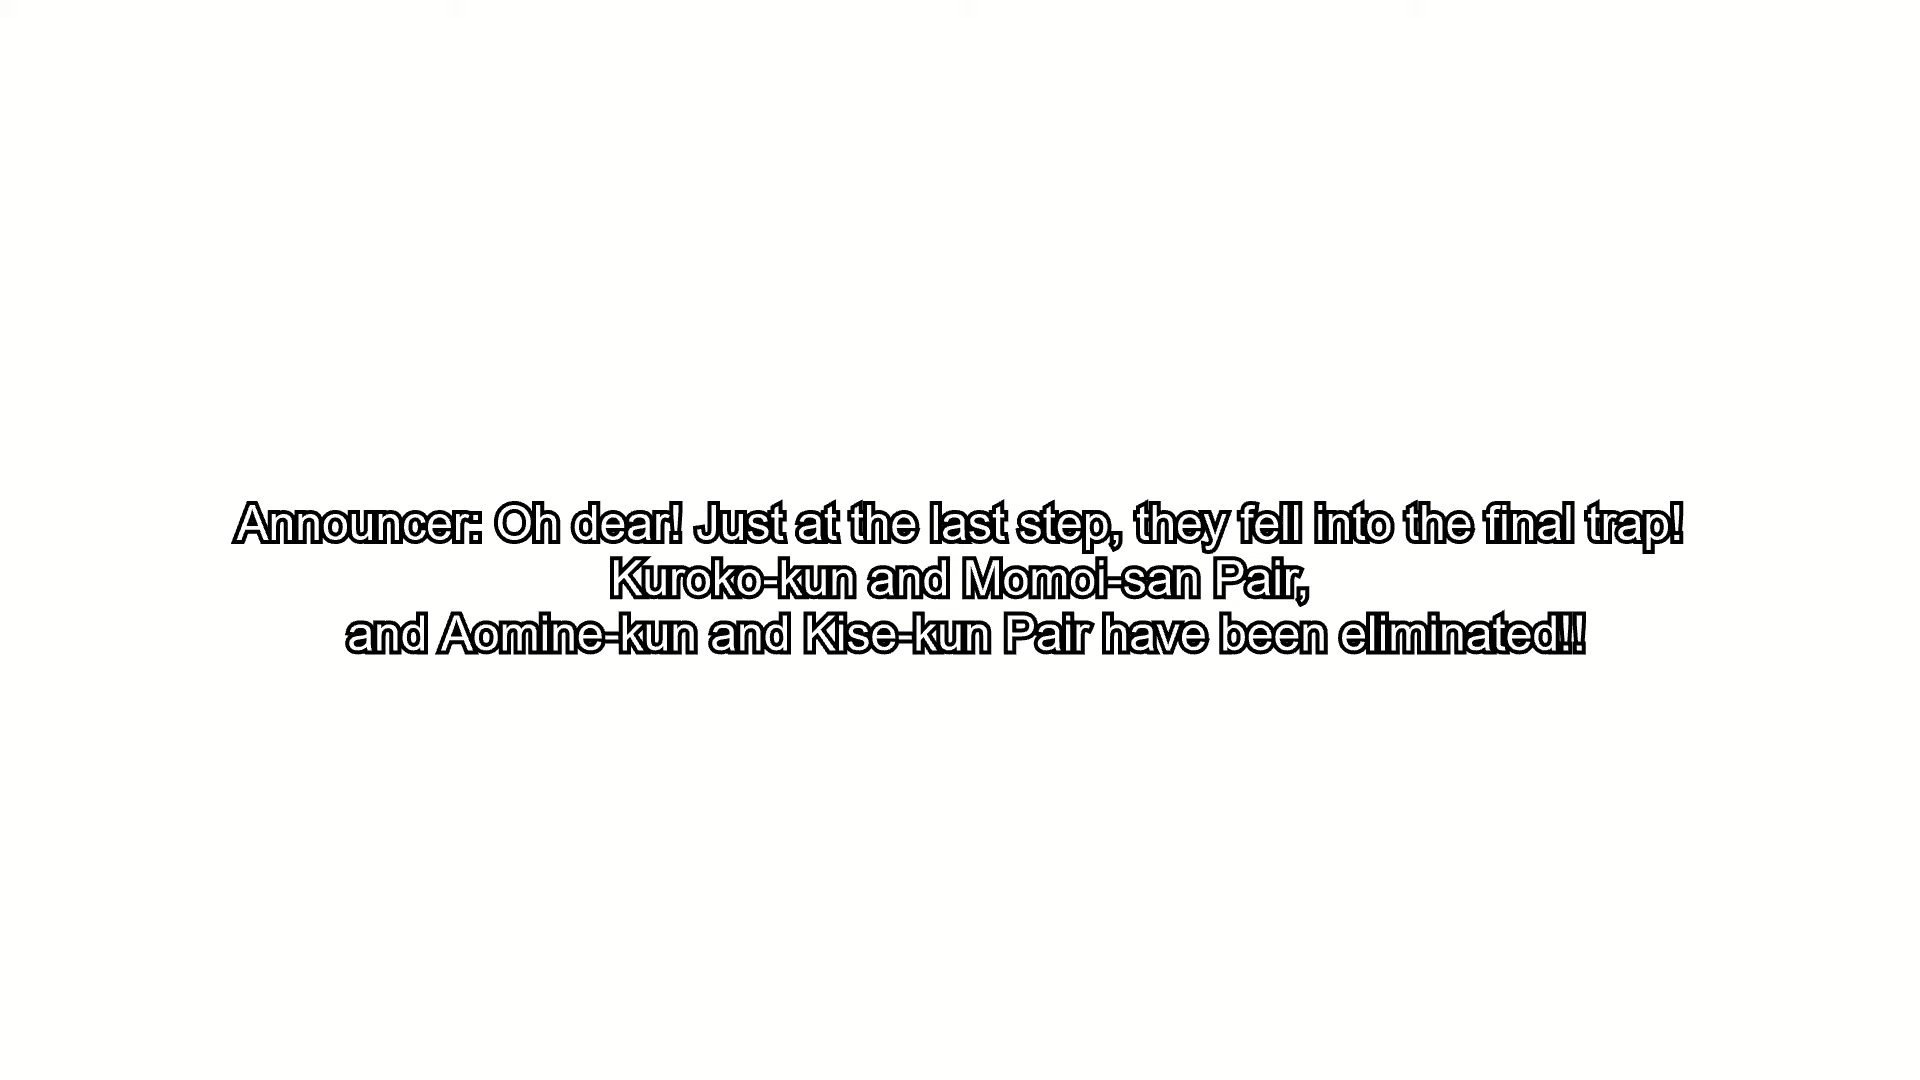 Announcer: Oh dear! Just at the last step, they fell into the final trap!
Kuroko-kun and Momoi-san Pair,
and Aomine-kun and Kise-kun Pair have been eliminated!!